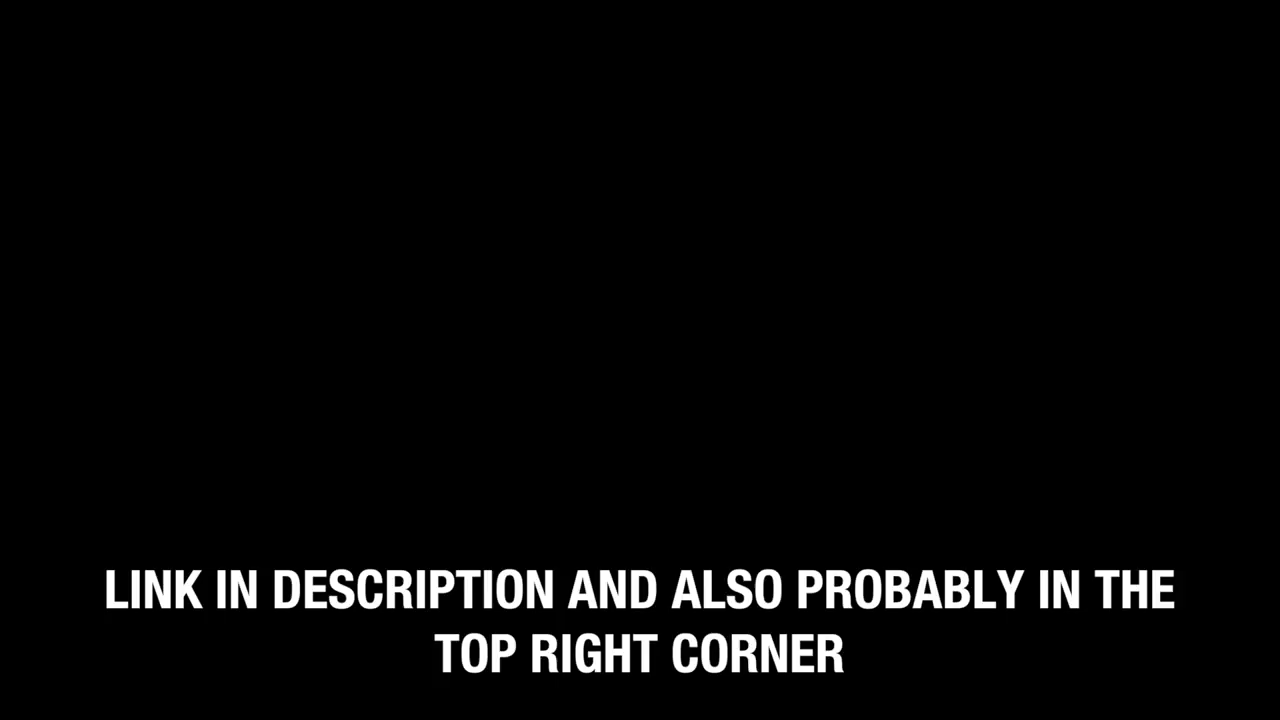 LINK IN DESCRIPTION AND ALSO PROBABLY IN THE
TOP RIGHT CORNER